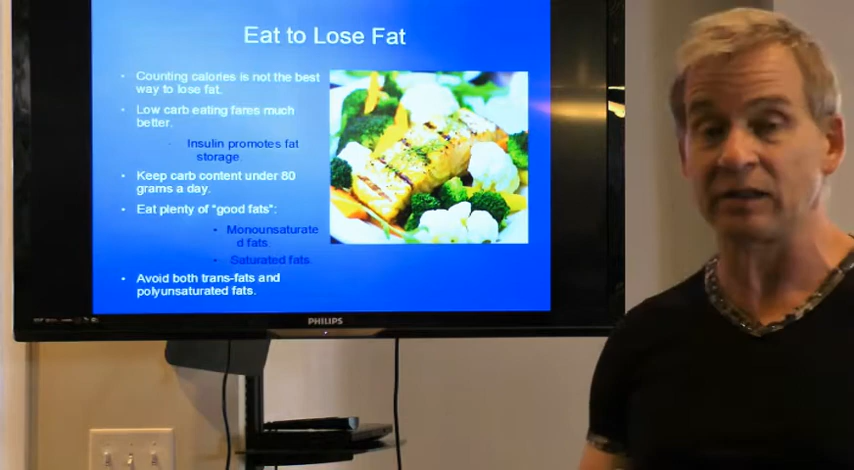 Eat to Lose Fat
• Counting calories is not the best
way to lose fat.
• Low carb eating fares much
better.
Insulin promotes fat
storage.
• Keep carb content under 80
grams a day.
• Eat plenty of "good fats":
• Monounsaturate
d fats.
• Saturated fats.
• Avoid both trans-fats and
polyunsaturated fats.
PHILIPS